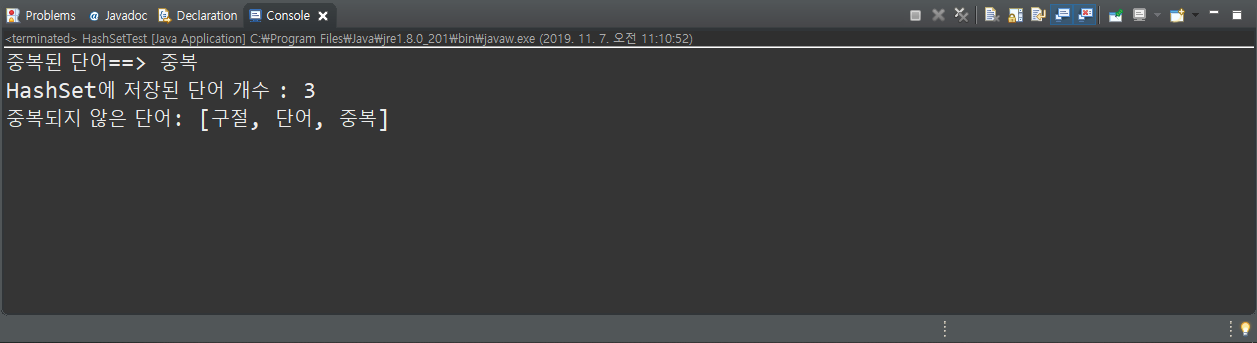 Problems Javadoc Declaration Console
<terminated> HashSetTest [Java Application] C:₩Program Files₩Java₩jre1.8.0_201₩bin₩javaw.exe (2019. 11. 7. 오전 11:10:52)
중복된 단어==> 중복
HashSet에 저장된 단어 개수 : 3
중복되지 않은 단어: [구절, 단어, 중복]